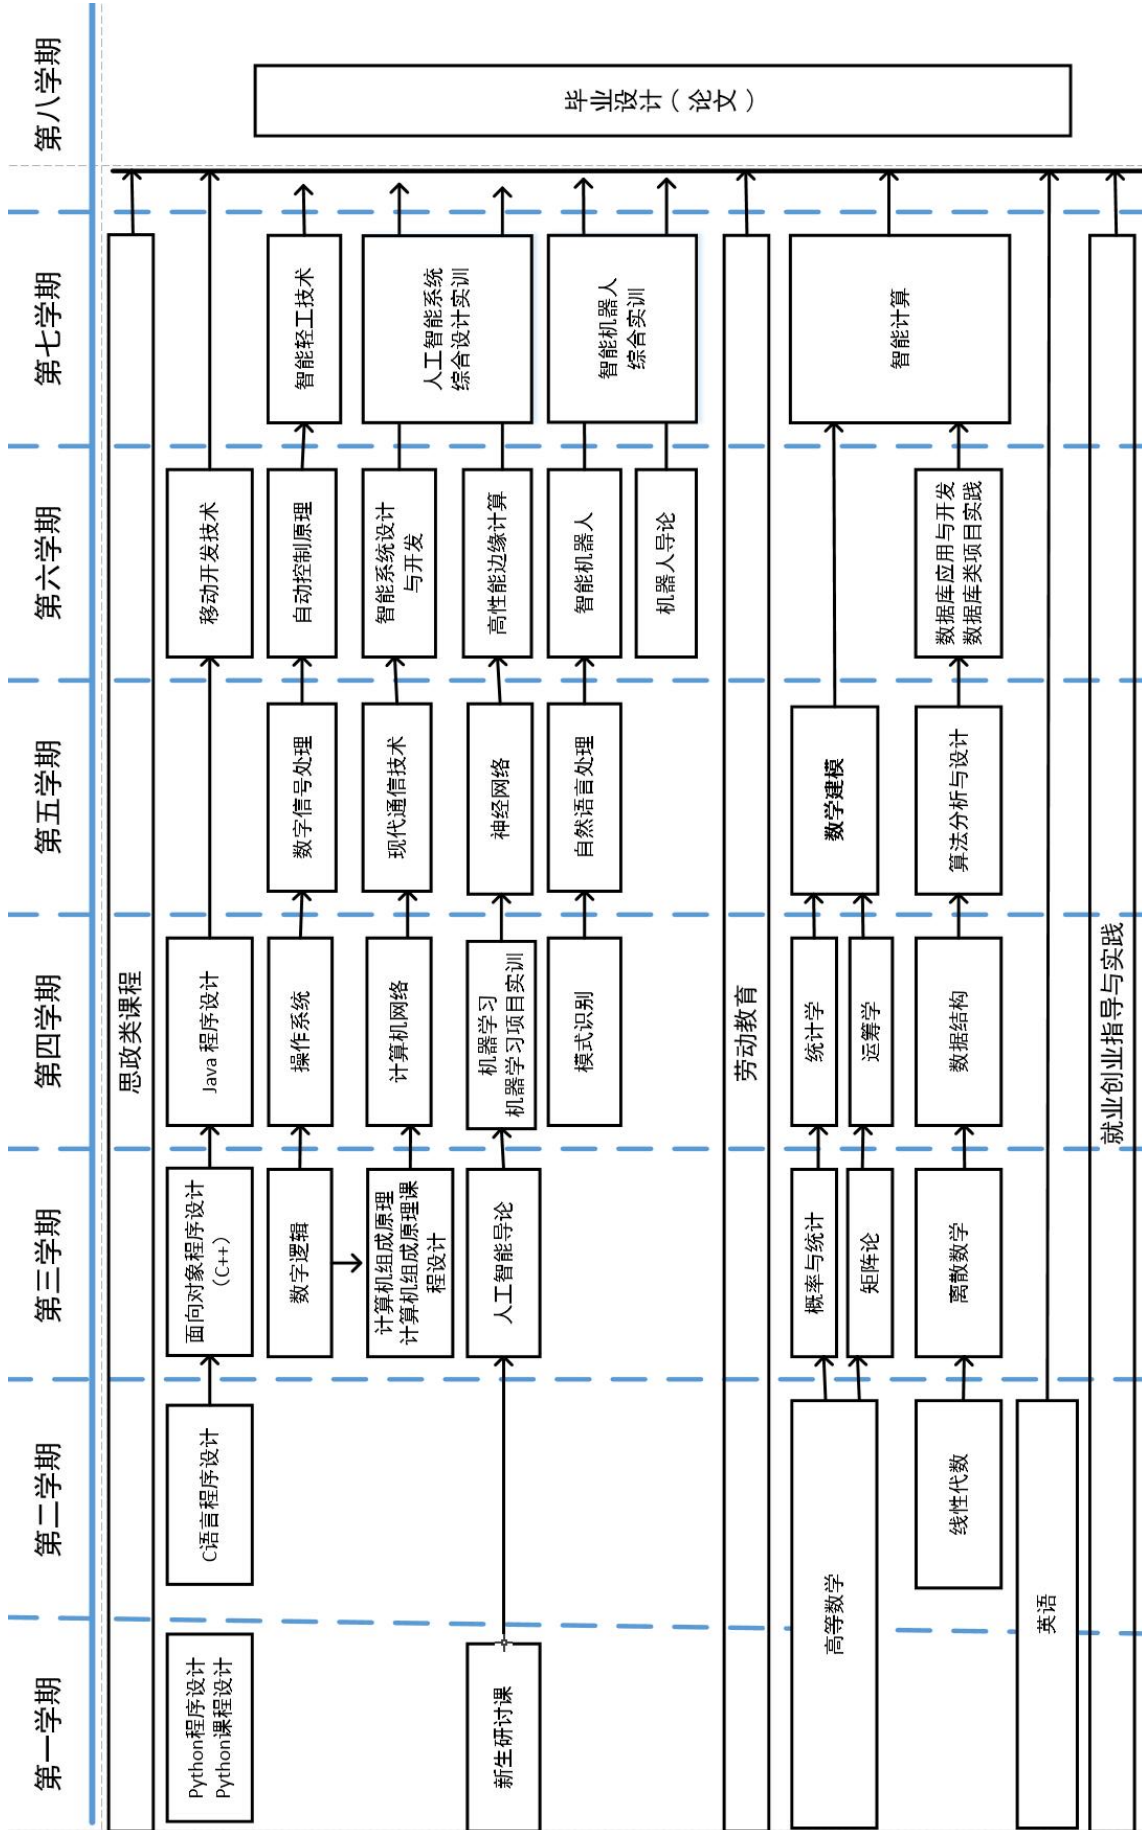 第一学期
第二学期
第三学期
第四学期
第五学期
第六学期
第七学期
第八学期
思政类课程
Python程序设计
Python课程设计
C语言程序设计
面向对象程序设计
（C++）
Java 程序设计
移动开发技术
数字逻辑
操作系统
数字信号处理
自动控制原理
智能轻工技术
计算机组成原理
计算机组成原理课
程设计
计算机网络
现代通信技术
智能系统设计
与开发
人工智能系统
综合设计实训
新生研讨课
人工智能导论
机器学习
机器学习项目实训
神经网络
高性能边缘计算
模式识别
自然语言处理
智能机器人
智能机器人
综合实训
机器人导论
劳动教育
高等数学
概率与统计
统计学
数学建模
智能计算
矩阵论
运筹学
线性代数
离散数学
数据结构
算法分析与设计
数据库应用与开发
数据库类项目实践
英语
就业创业指导与实践
毕业设计（论文）